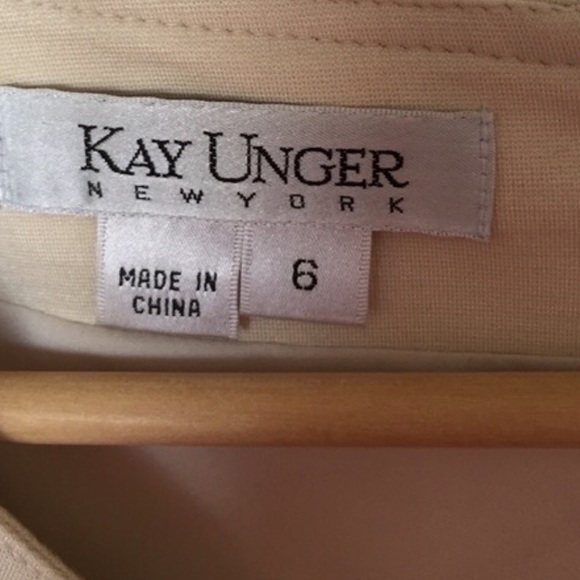 KAY UNGER
NEW YORK
MADE IN
CHINA
6